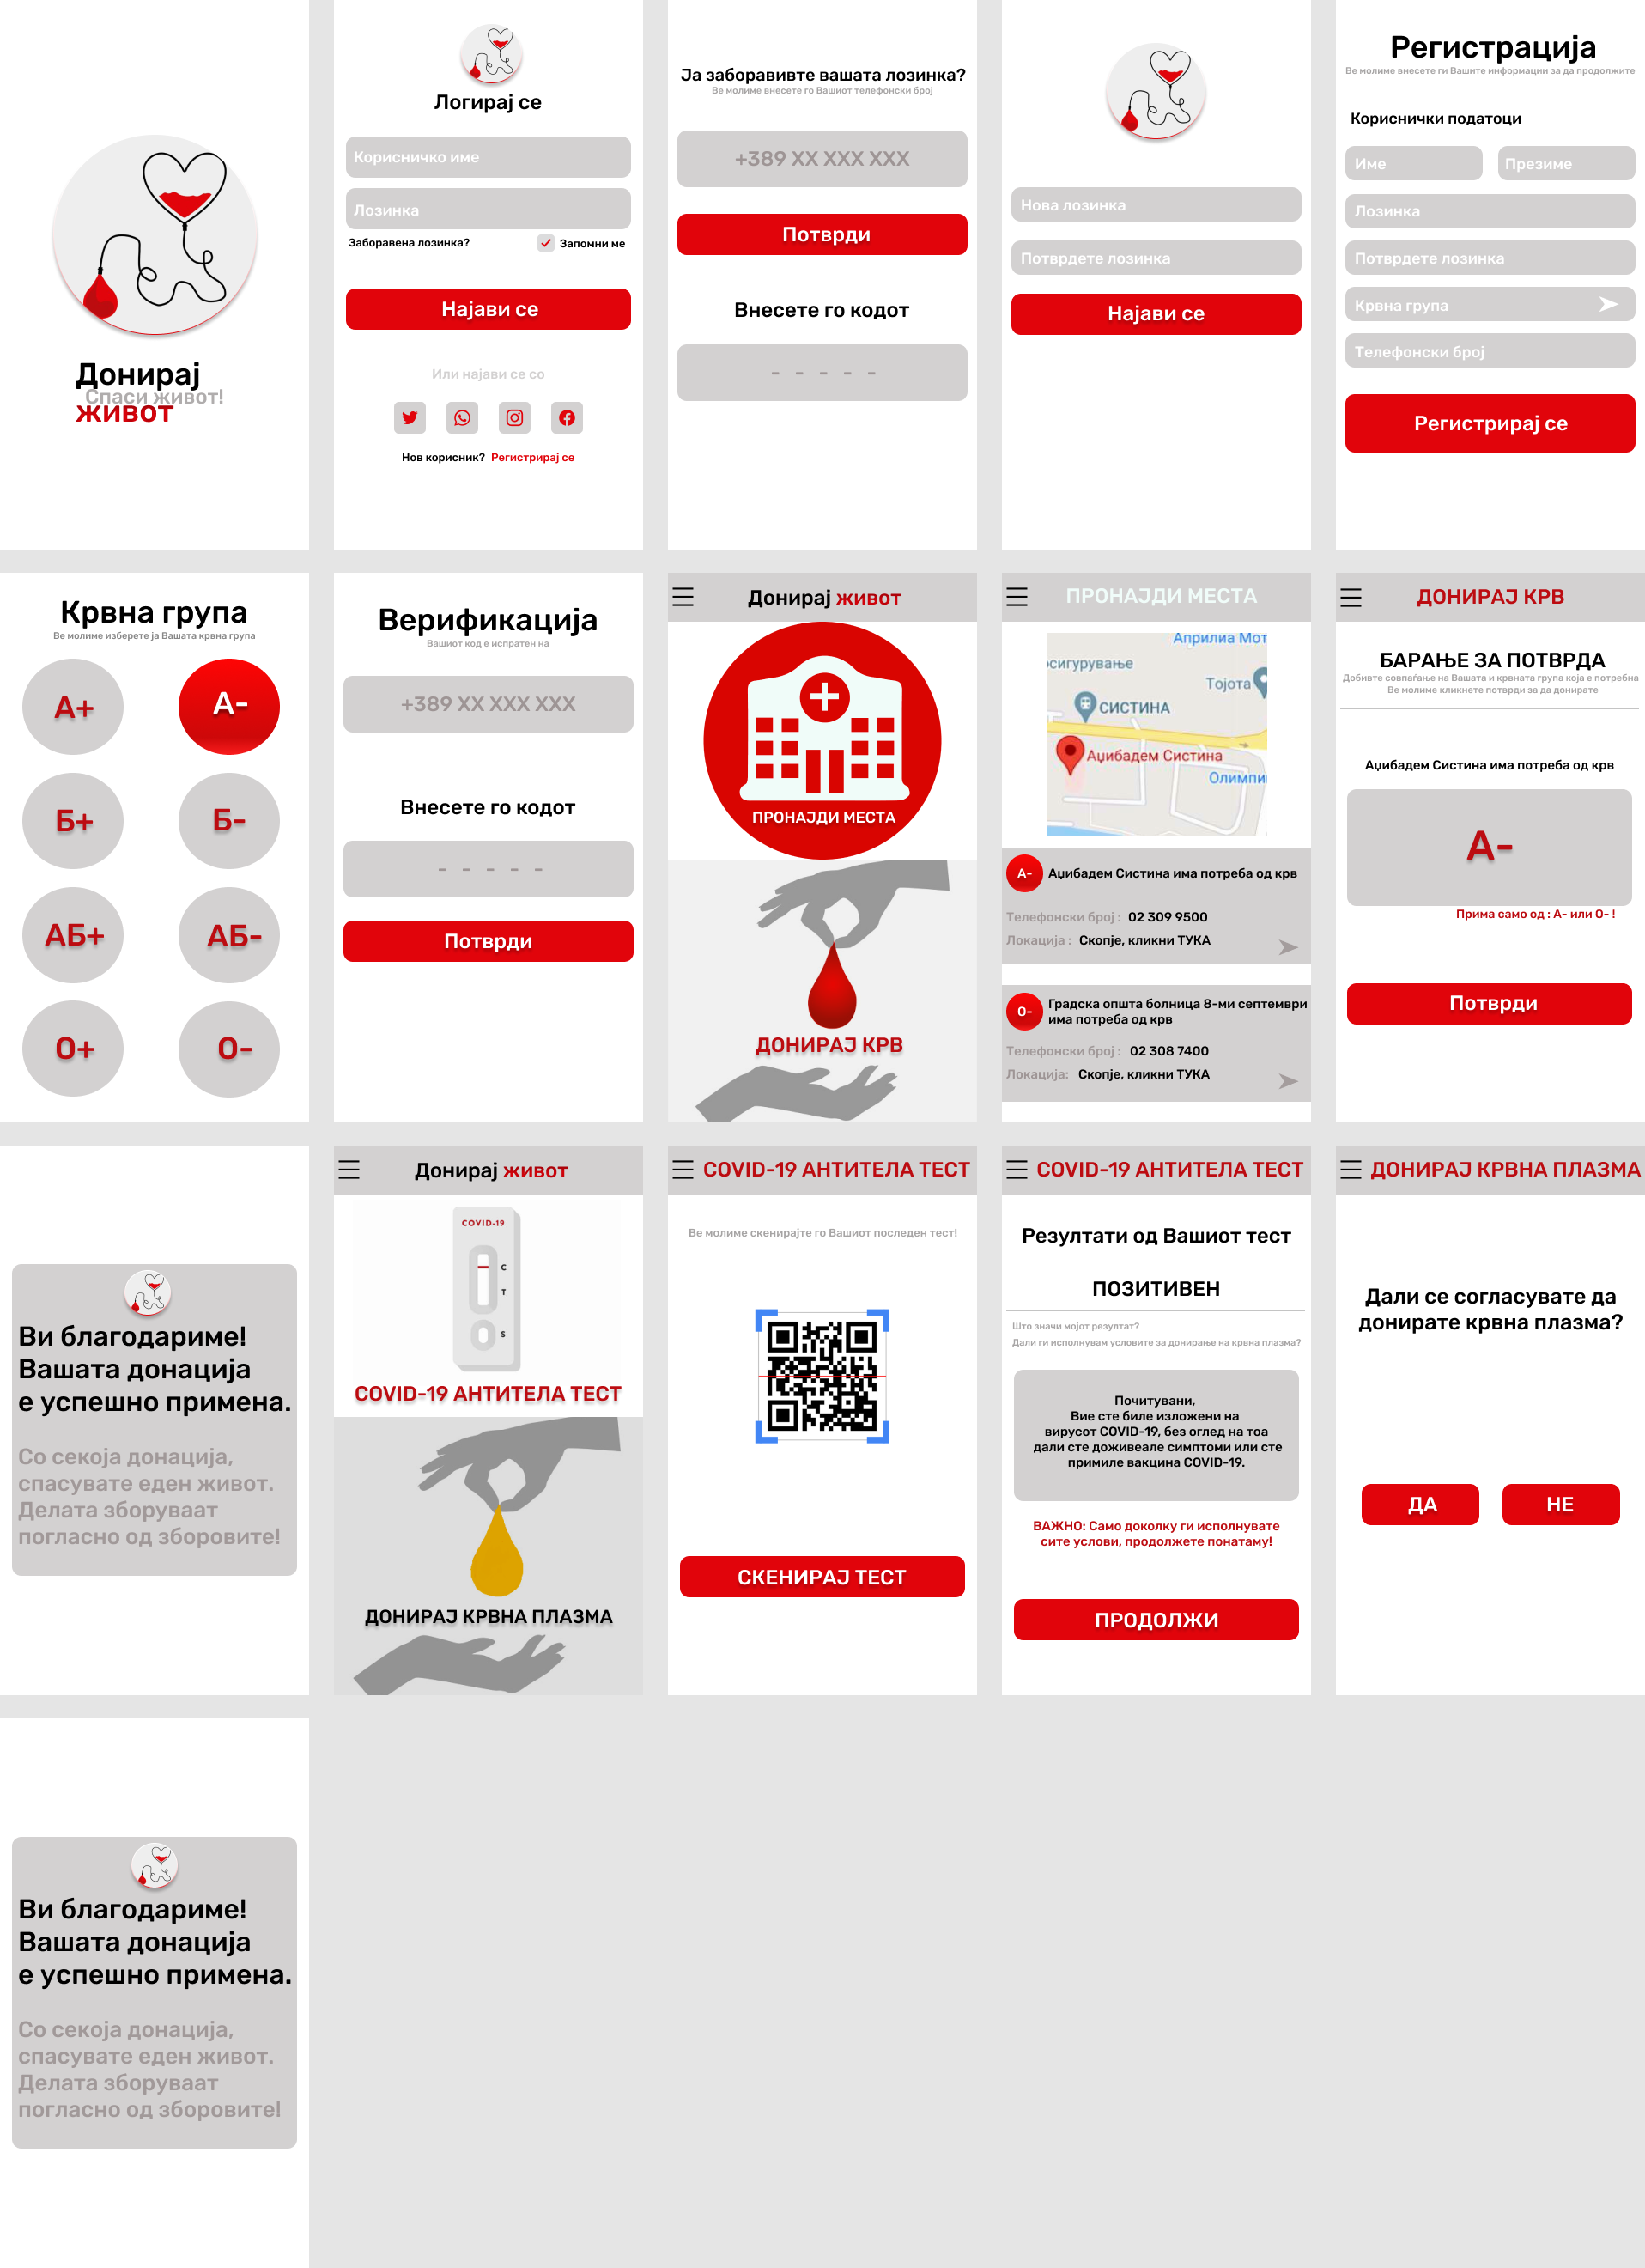 Донирај
Спаси живот!
живот
Логирај се
Корисничко име
Лозинка
Заборавена лозинка?
Запомни ме
Најави се
Или најави се со
Нов корисник? Регистрирај се
Ја заборавивте вашата лозинка?
Ве молиме внесете го Вашиот телефонски број
+389 XX XXX XXX
Потврди
Внесете го кодот
- - - - -
Нова лозинка
Потврдете лозинка
Најави се
Регистрација
Ве молиме внесете ги Вашите информации за да продолжите
Кориснички податоци
Име
Презиме
Лозинка
Потврдете лозинка
Крвна група
Телефонски број
Регистрирај се
Крвна група
Ве молиме изберете ја Вашата крвна група
А+
А-
Б+
Б-
АБ+
АБ-
О+
О-
Верификација
Вашиот код е испратен на
+389 XX XXX XXX
Внесете го кодот
- - - - -
Потврди
Донирај живот
ПРОНАЈДИ МЕСТА
ДОНИРАЈ КРВ
ПРОНАЈДИ МЕСТА
Априлиа Мот
осигурување
Тојота
СИСТИНА
Аџибадем Систина
Олимпи
А-
Аџибадем Систина има потреба од крв
Телефонски број : 02 309 9500
Локација : Скопје, кликни ТУКА
О-
Градска општа болница 8-ми септември
има потреба од крв
Телефонски број : 02 308 7400
Локација: Скопје, кликни ТУКА
ДОНИРАЈ КРВ
БАРАЊЕ ЗА ПОТВРДА
Добивте совпаѓање на Вашата и крвната група која е потребна
Ве молиме кликнете потврди за да донирате
Аџибадем Систина има потреба од крв
А-
Прима само од : А- или О- !
Потврди
Ви благодариме!
Вашата донација
е успешно примена.
Со секоја донација,
спасувате еден живот.
Делата зборуваат
погласно од зборовите!
Донирај живот
COVID-19
C
T
S
COVID-19 АНТИТЕЛА ТЕСТ
ДОНИРАЈ КРВНА ПЛАЗМА
COVID-19 АНТИТЕЛА ТЕСТ
Ве молиме скенирајте го Вашиот последен тест!
СКЕНИРАЈ ТЕСТ
COVID-19 АНТИТЕЛА ТЕСТ
Резултати од Вашиот тест
ПОЗИТИВЕН
Што значи мојот резултат?
Дали ги исполнувам условите за донирање на крвна плазма?
Почитувани,
Вие сте биле изложени на
вирусот COVID-19, без оглед на тоа
дали сте доживеале симптоми или сте
примиле вакцина COVID-19.
ВАЖНО: Само доколку ги исполнувате
сите услови, продолжете понатаму!
ПРОДОЛЖИ
ДОНИРАЈ КРВНА ПЛАЗМА
Дали се согласувате да
донирате крвна плазма?
ДА
НЕ
Ви благодариме!
Вашата донација
е успешно примена.
Со секоја донација,
спасувате еден живот.
Делата зборуваат
погласно од зборовите!